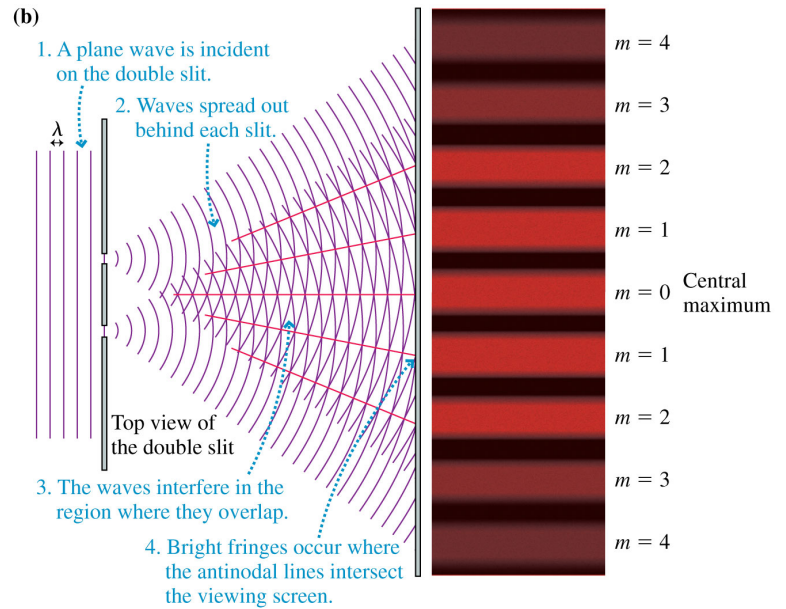 (b)
1. A plane wave is incident
on the double slit.
2. Waves spread out
behind each slit.
λ
Top view of
the double slit
3. The waves interfere in the
region where they overlap.
4. Bright fringes occur where
the antinodal lines intersect
the viewing screen.
m = 4
m = 3
m = 2
m = 1
m = 0 Central
maximum
m = 1
m = 2
m = 3
m = 4